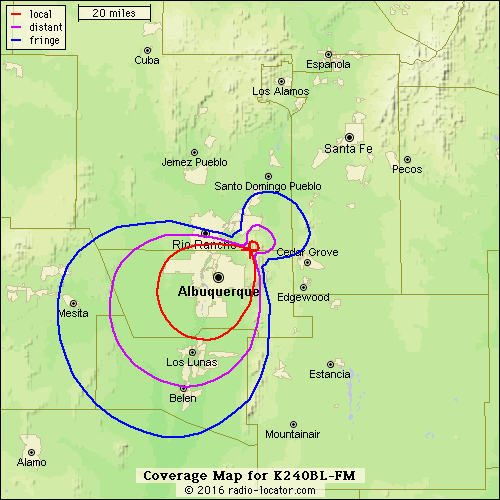 local
distant
fringe
20 miles
Cuba
Espanola
Los Alamos
Santa Fe
Jemez Pueblo
Pecos
Santo Domingo Pueblo
Rio Rancho
Cedar Grove
Albuquerque
Edgewood
Mesita
Los Lunas
Estancia
Belen
Mountainair
Alamo
Coverage Map for K240BL-FM
© 2016 radio-locator.com